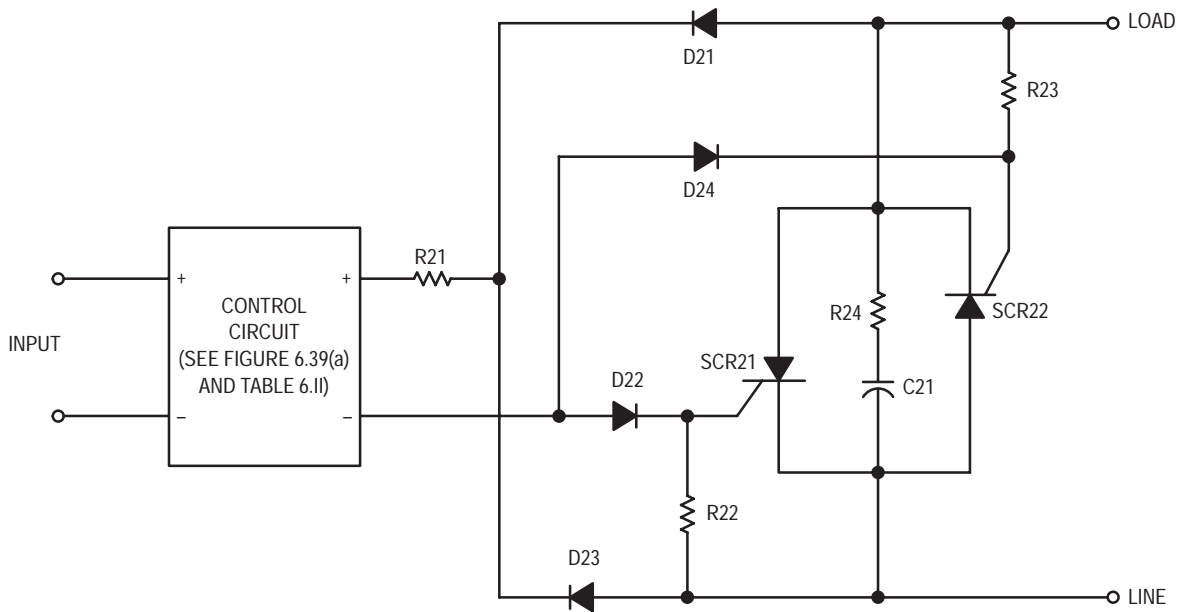 LOAD
D21
R23
D24
R21
+
+
CONTROL
CIRCUIT
(SEE FIGURE 6.39(a)
AND TABLE 6.II)
INPUT
R24
SCR22
SCR21
D22
C21
–
–
R22
D23
LINE